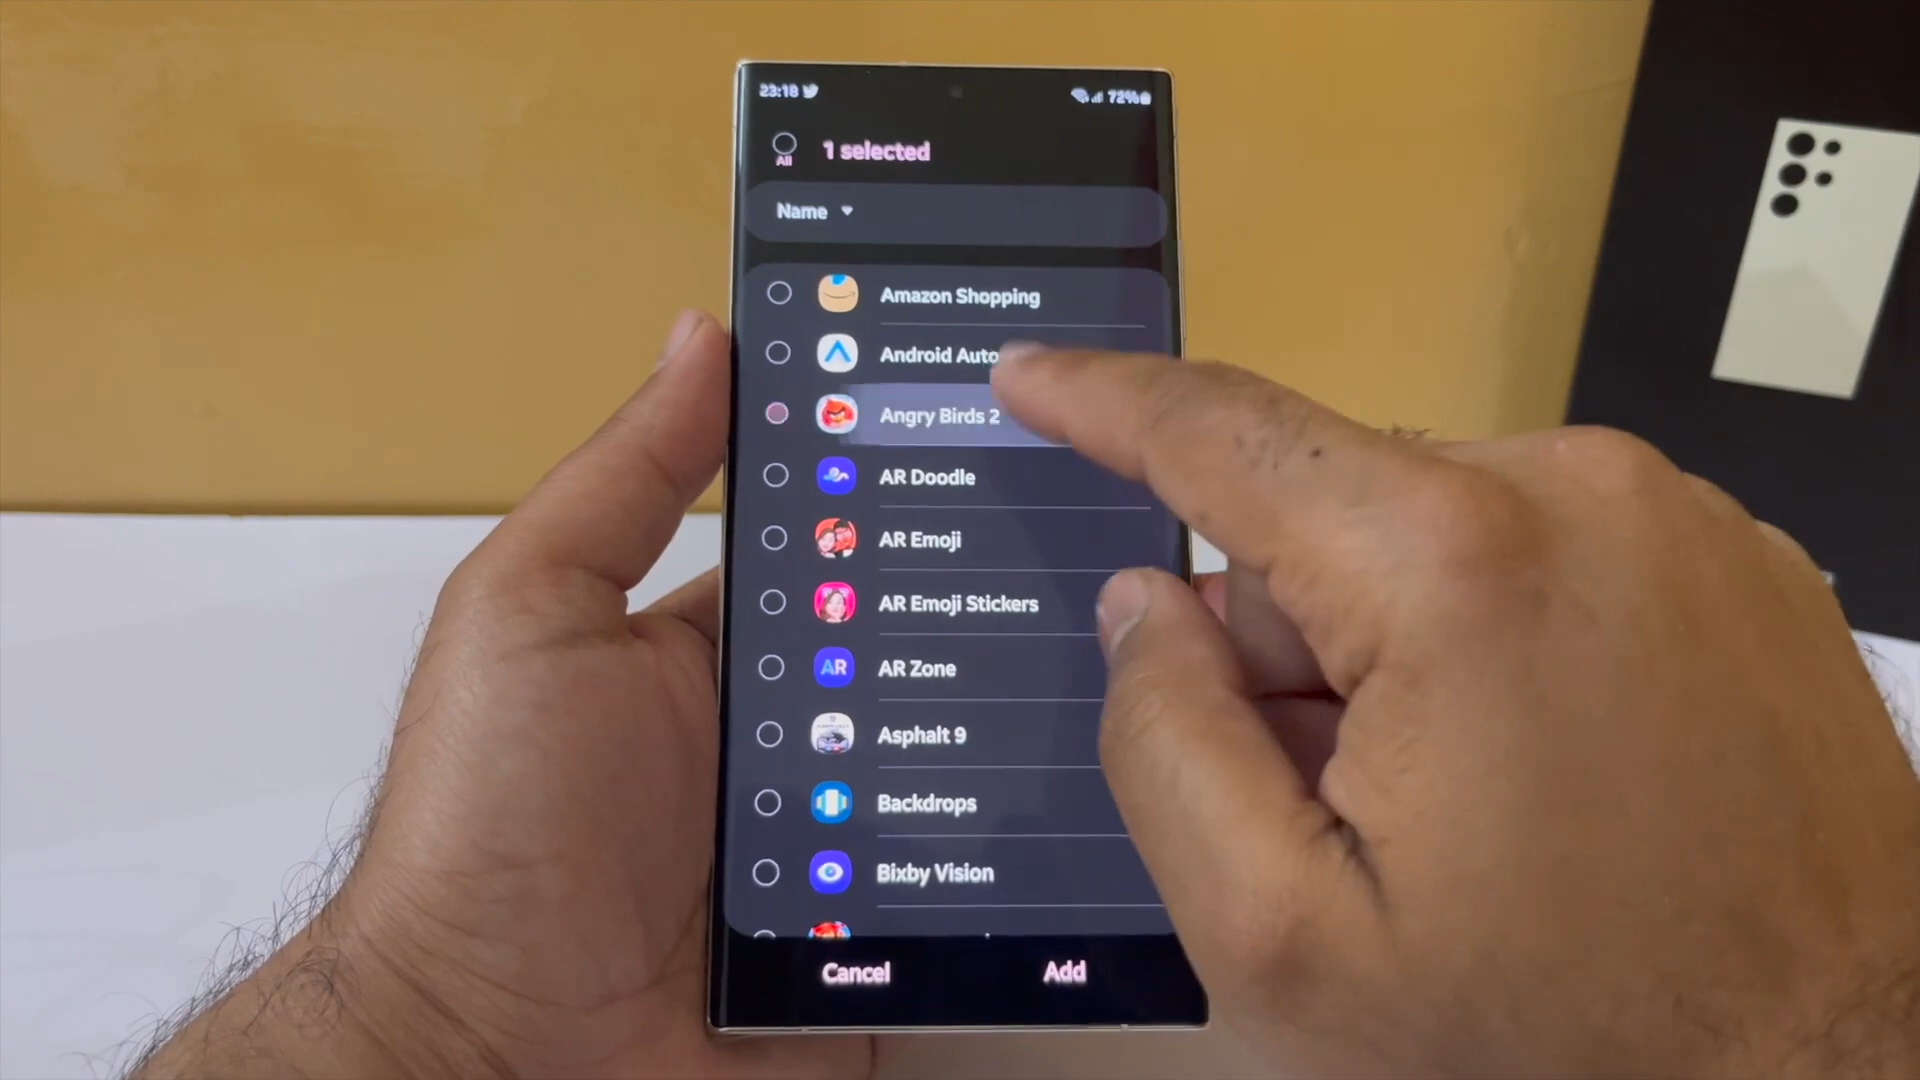 23:18
72%
All
1 selected
Name
Amazon Shopping
Android Auto
Angry Birds 2
AR Doodle
AR Emoji
AR Emoji Stickers
AR
AR Zone
Asphalt 9
Backdrops
Bixby Vision
Cancel
Add